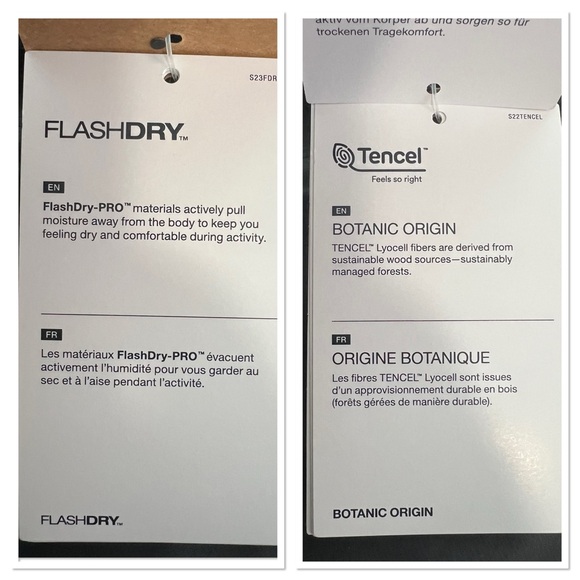 S23FDR
FLASHDRY™
EN
FlashDry-PRO™ materials actively pull
moisture away from the body to keep you
feeling dry and comfortable during activity.
FR
Les matériaux FlashDry-PRO™ évacuent
activement l'humidité pour vous garder au
sec et à l'aise pendant l'activité.
FLASHDRY™
aktiv vom Körper ab und sorgen so für
trockenen Tragekomfort.
S22TENCEL
Tencel™
Feels so right
EN
BOTANIC ORIGIN
TENCEL™ Lyocell fibers are derived from
sustainable wood sources—sustainably
managed forests.
FR
ORIGINE BOTANIQUE
Les fibres TENCEL™ Lyocell sont issues
d'un approvisionnement durable en bois
(forêts gérées de manière durable).
BOTANIC ORIGIN